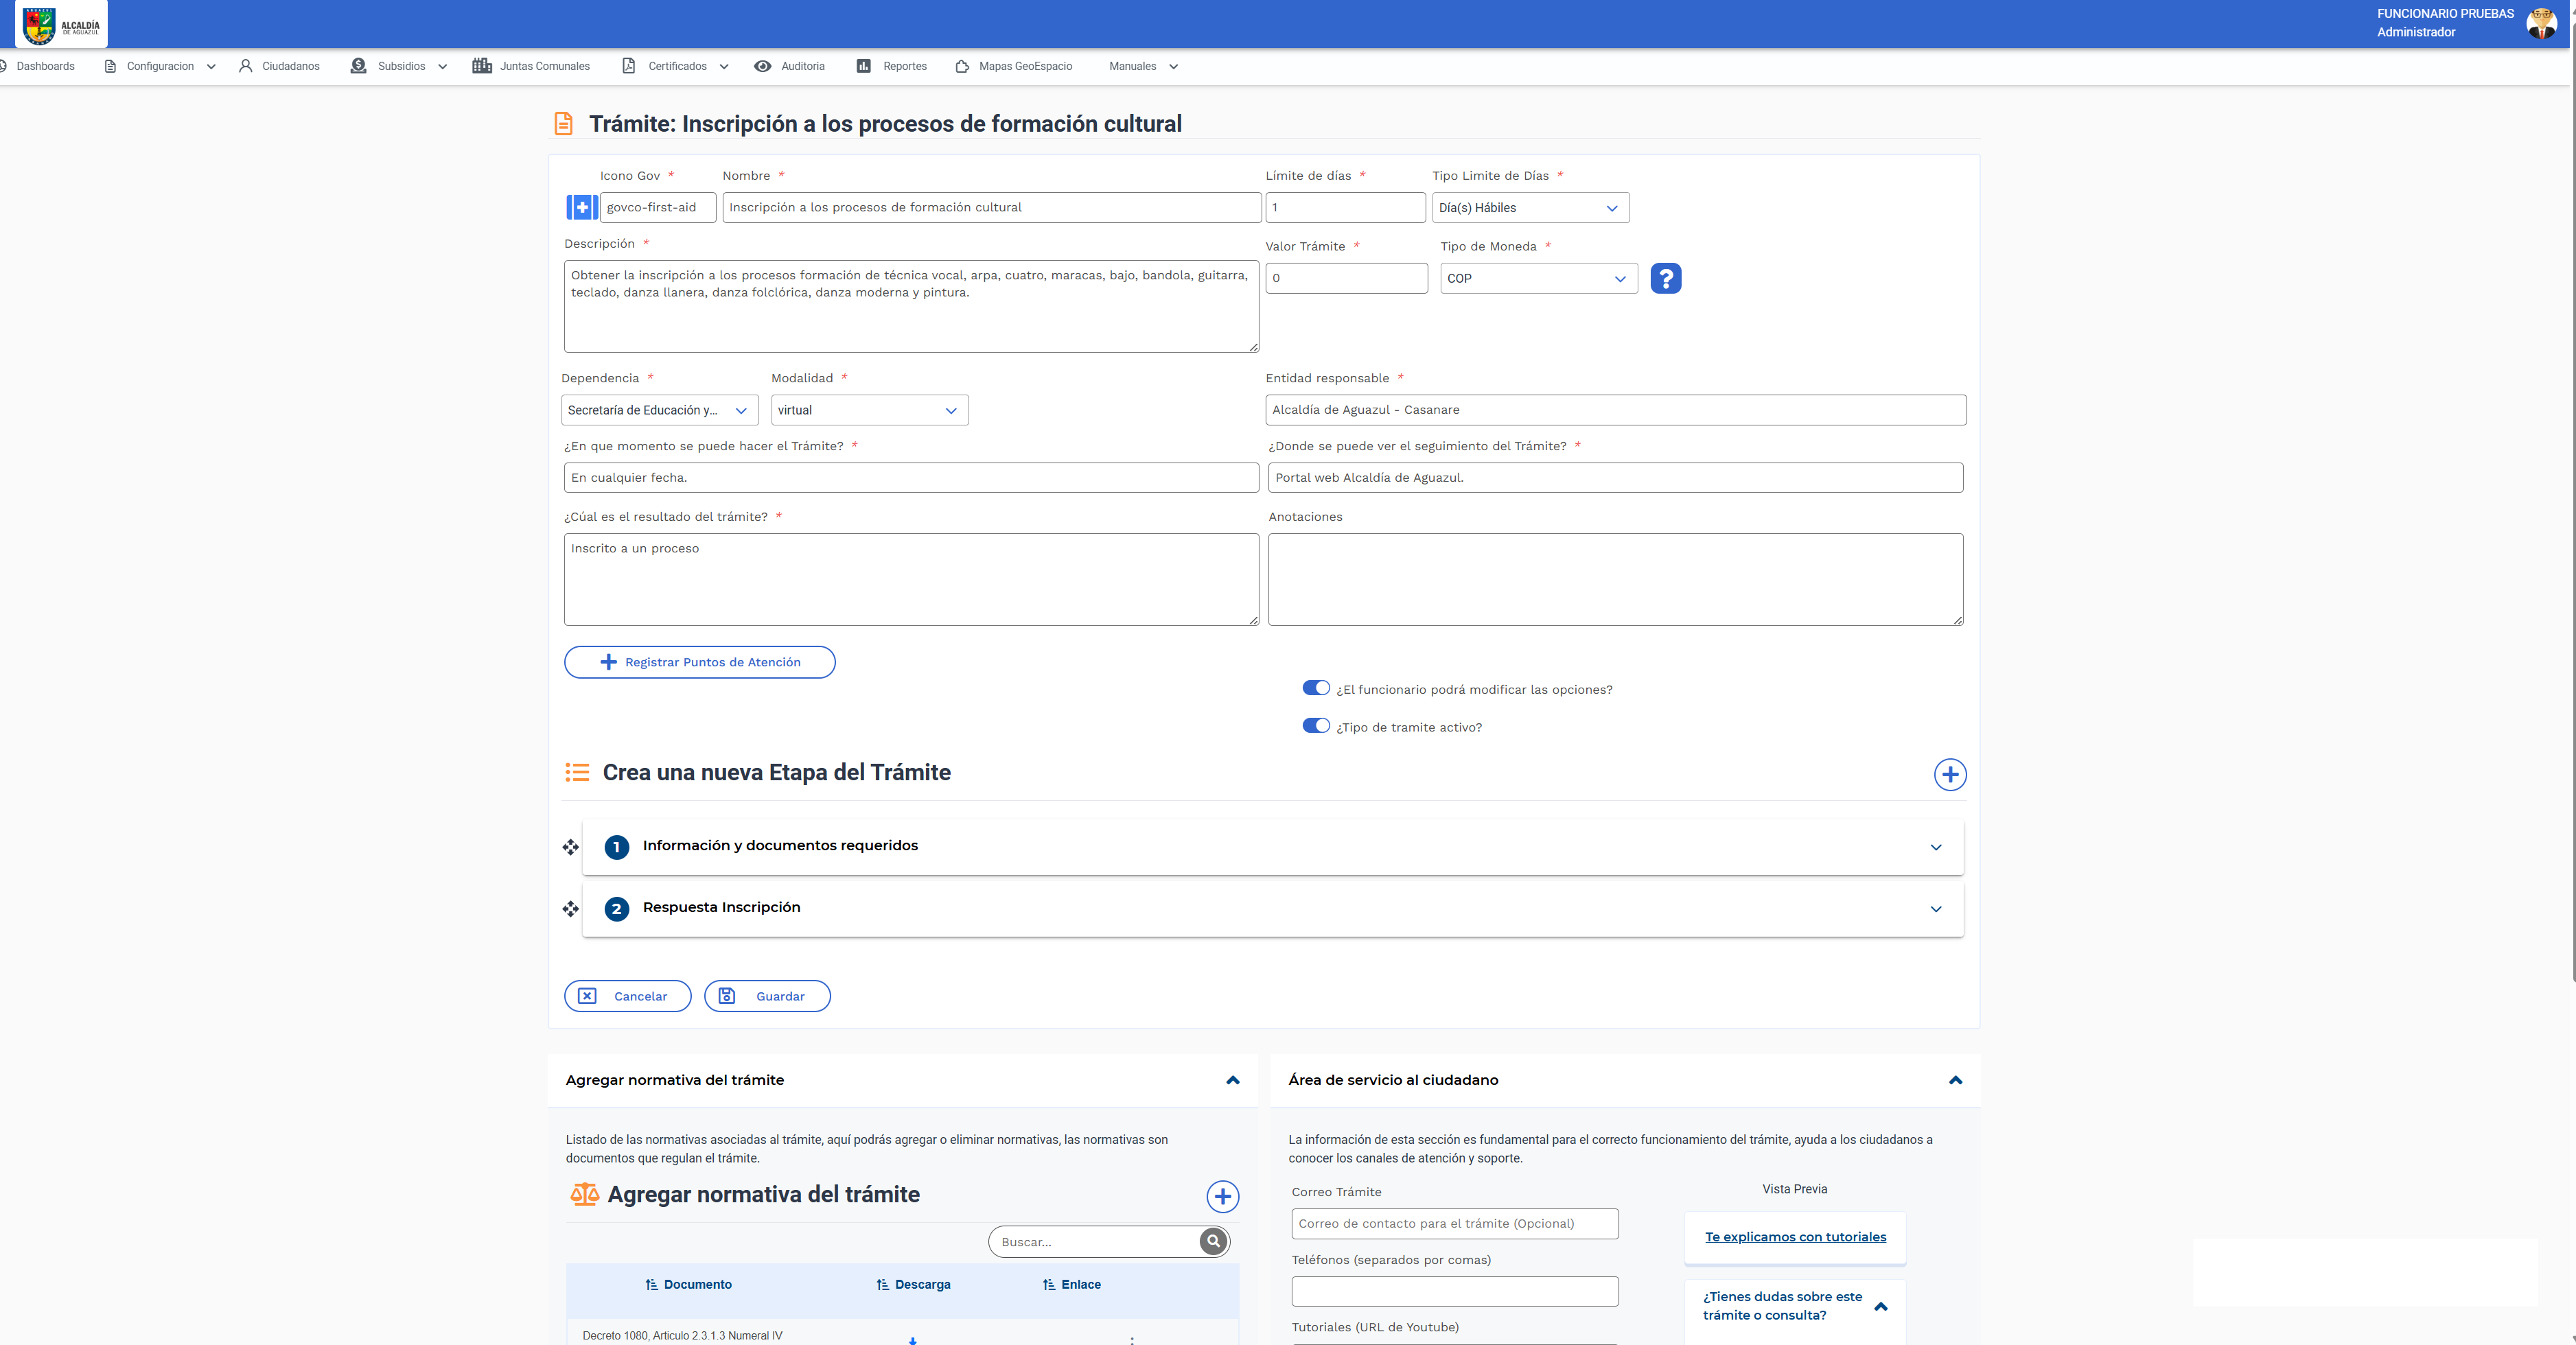 ALCALDÍA
DE AGUAZUL
FUNCIONARIO PRUEBAS
Administrador
Dashboards
Configuracion
Ciudadanos
Subsidios
Juntas Comunales
Certificados
Auditoria
Reportes
Mapas GeoEspacio
Manuales
Trámite: Inscripción a los procesos de formación cultural
Icono Gov *
Nombre *
Límite de días *
Tipo Limite de Días *
govco-first-aid
Inscripción a los procesos de formación cultural
1
Día(s) Hábiles
Descripción *
Valor Trámite *
Tipo de Moneda *
Obtener la inscripción a los procesos formación de técnica vocal, arpa, cuatro, maracas, bajo, bandola, guitarra,
teclado, danza llanera, danza folclórica, danza moderna y pintura.
0
COP
?
Dependencia *
Modalidad *
Entidad responsable *
Secretaría de Educación y...
virtual
Alcaldía de Aguazul - Casanare
¿En que momento se puede hacer el Trámite? *
¿Donde se puede ver el seguimiento del Trámite? *
En cualquier fecha.
Portal web Alcaldía de Aguazul.
¿Cúal es el resultado del trámite? *
Anotaciones
Inscrito a un proceso
Registrar Puntos de Atención
¿El funcionario podrá modificar las opciones?
¿Tipo de tramite activo?
Crea una nueva Etapa del Trámite
1 Información y documentos requeridos
2 Respuesta Inscripción
Cancelar
Guardar
Agregar normativa del trámite
Listado de las normativas asociadas al trámite, aquí podrás agregar o eliminar normativas, las normativas son
documentos que regulan el trámite.
Agregar normativa del trámite
Buscar...
Documento
Descarga
Enlace
Decreto 1080, Articulo 2.3.1.3 Numeral IV
Área de servicio al ciudadano
La información de esta sección es fundamental para el correcto funcionamiento del trámite, ayuda a los ciudadanos a
conocer los canales de atención y soporte.
Correo Trámite
Correo de contacto para el trámite (Opcional)
Teléfonos (separados por comas)
Tutoriales (URL de Youtube)
Vista Previa
Te explicamos con tutoriales
¿Tienes dudas sobre este
trámite o consulta?